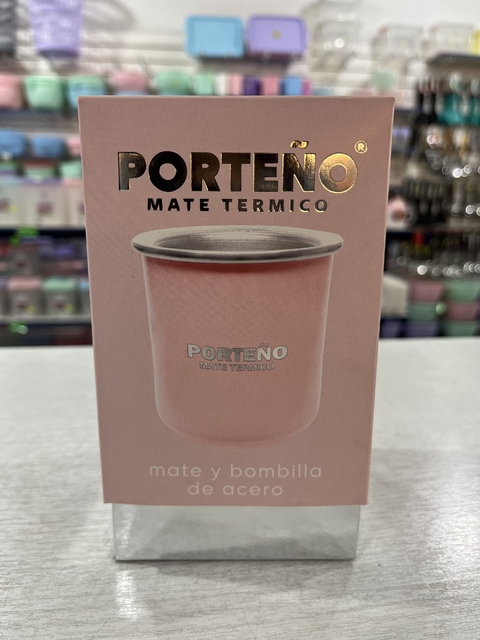 PORTEÑO®
MATE TERMICO
PORTEÑO
MATE TERMICO
mate y bombilla
de acero